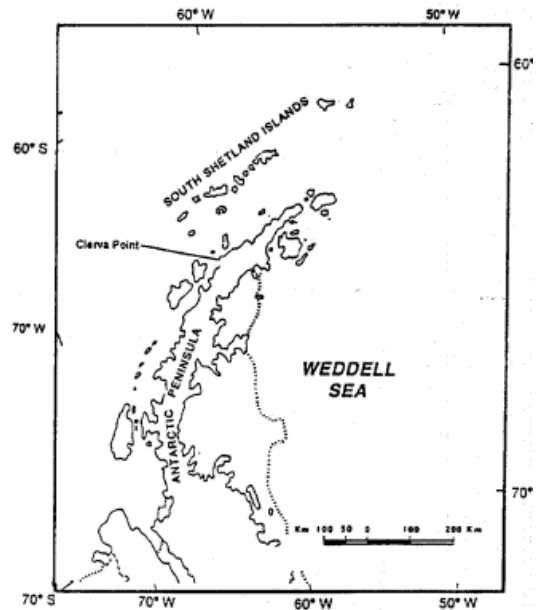 60° W
50° W
60°
SOUTH SHETLAND ISLANDS
60° S
Cierva Point
70° W
WEDDELL
SEA
ANTARCTIC PENINSULA
70°
Km 100 50 0 100 200 Km
70° S
70° W
60° W
50° W